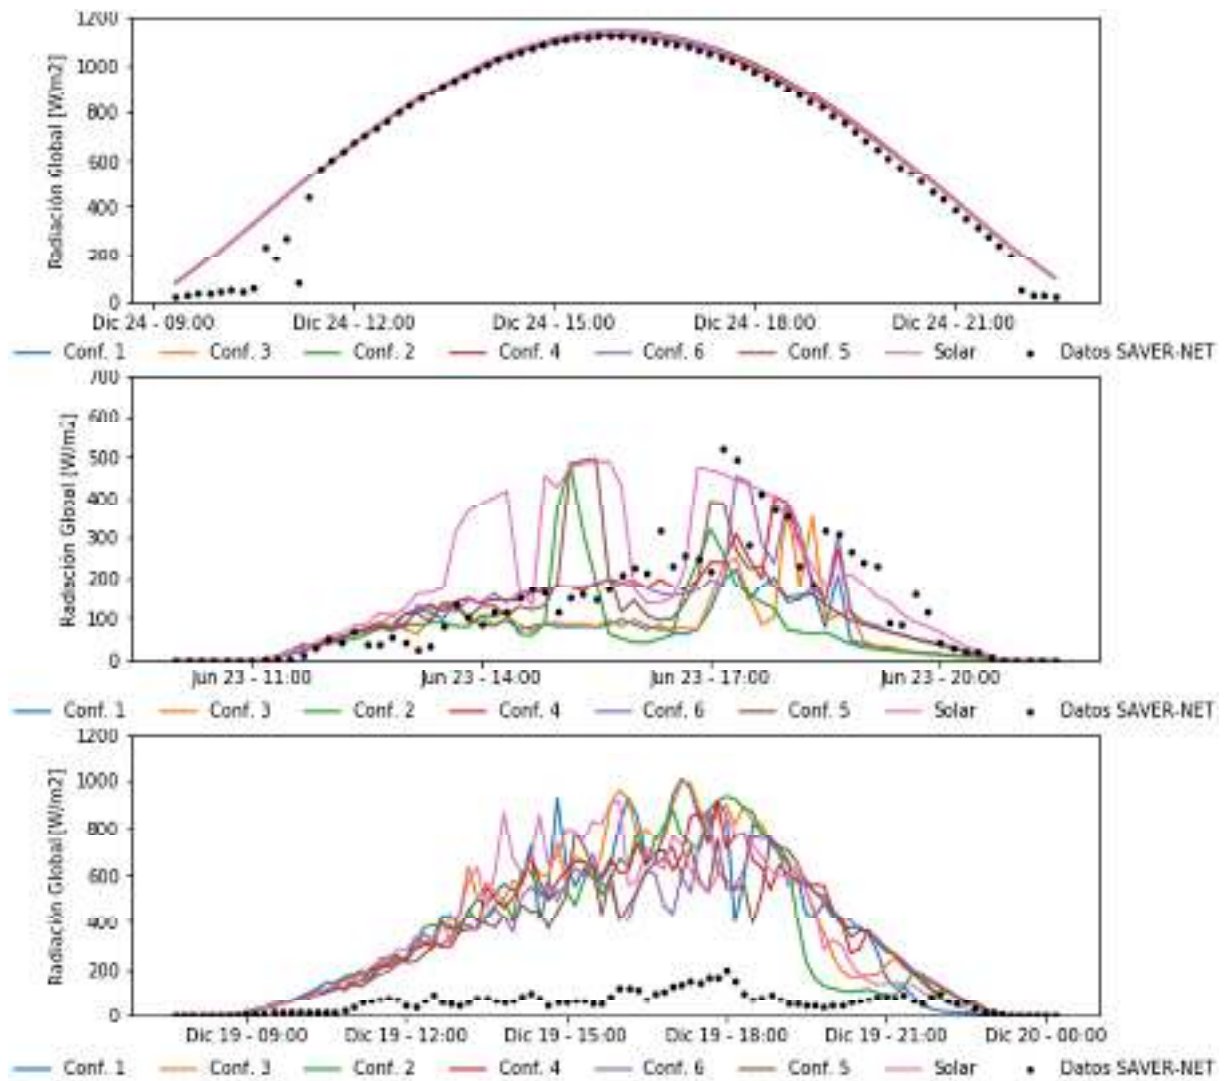 1200
1000
800
600
400
200
0
Radiación Global [W/m2]
Dic 24 - 09:00 Dic 24 - 12:00 Dic 24 - 15:00 Dic 24 - 18:00 Dic 24 - 21:00
Conf. 1 Conf. 3 Conf. 2 Conf. 4 Conf. 6 Conf. 5 Solar Datos SAVER-NET
700
600
500
400
300
200
100
0
Radiación Global [W/m2]
Jun 23 - 11:00 Jun 23 - 14:00 Jun 23 - 17:00 Jun 23 - 20:00
Conf. 1 Conf. 3 Conf. 2 Conf. 4 Conf. 6 Conf. 5 Solar Datos SAVER-NET
1200
1000
800
600
400
200
0
Radiación Global [W/m2]
Dic 19 - 09:00 Dic 19 - 12:00 Dic 19 - 15:00 Dic 19 - 18:00 Dic 19 - 21:00 Dic 20 - 00:00
Conf. 1 Conf. 3 Conf. 2 Conf. 4 Conf. 6 Conf. 5 Solar Datos SAVER-NET